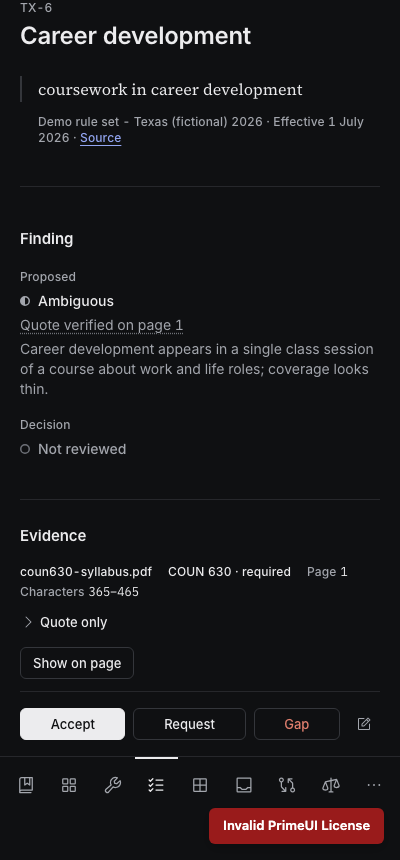 TX-6
Career development
coursework in career development
Demo rule set - Texas (fictional) 2026 · Effective 1 July
2026 · Source
Finding
Proposed
Ambiguous
Quote verified on page 1
Career development appears in a single class session
of a course about work and life roles; coverage looks
thin.
Decision
Not reviewed
Evidence
coun630-syllabus.pdf COUN 630 · required Page 1
Characters 365–465
Quote only
Show on page
Accept Request Gap
Invalid PrimeUI License